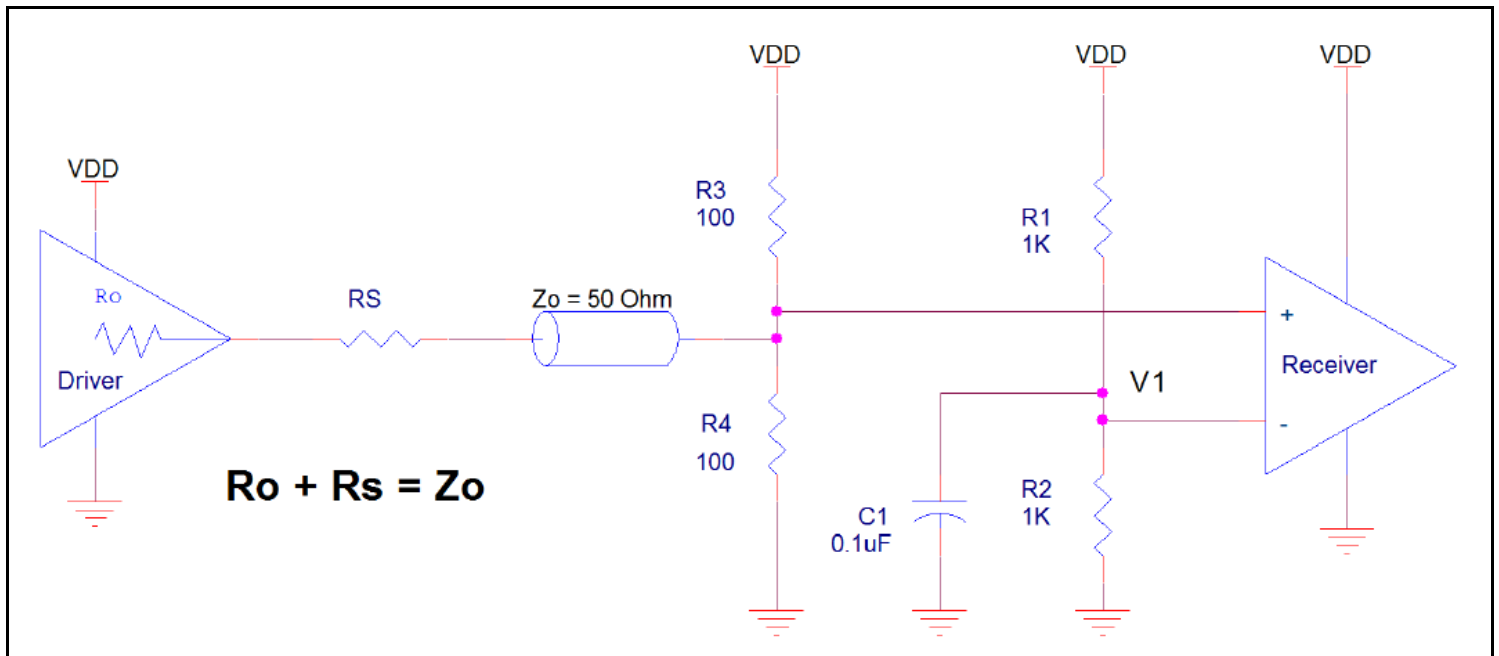 VDD
VDD
VDD
VDD
R3
100
R1
1K
Ro
RS
Zo = 50 Ohm
+
Receiver
Driver
V1
-
R4
100
Ro + Rs = Zo
R2
1K
C1
0.1uF